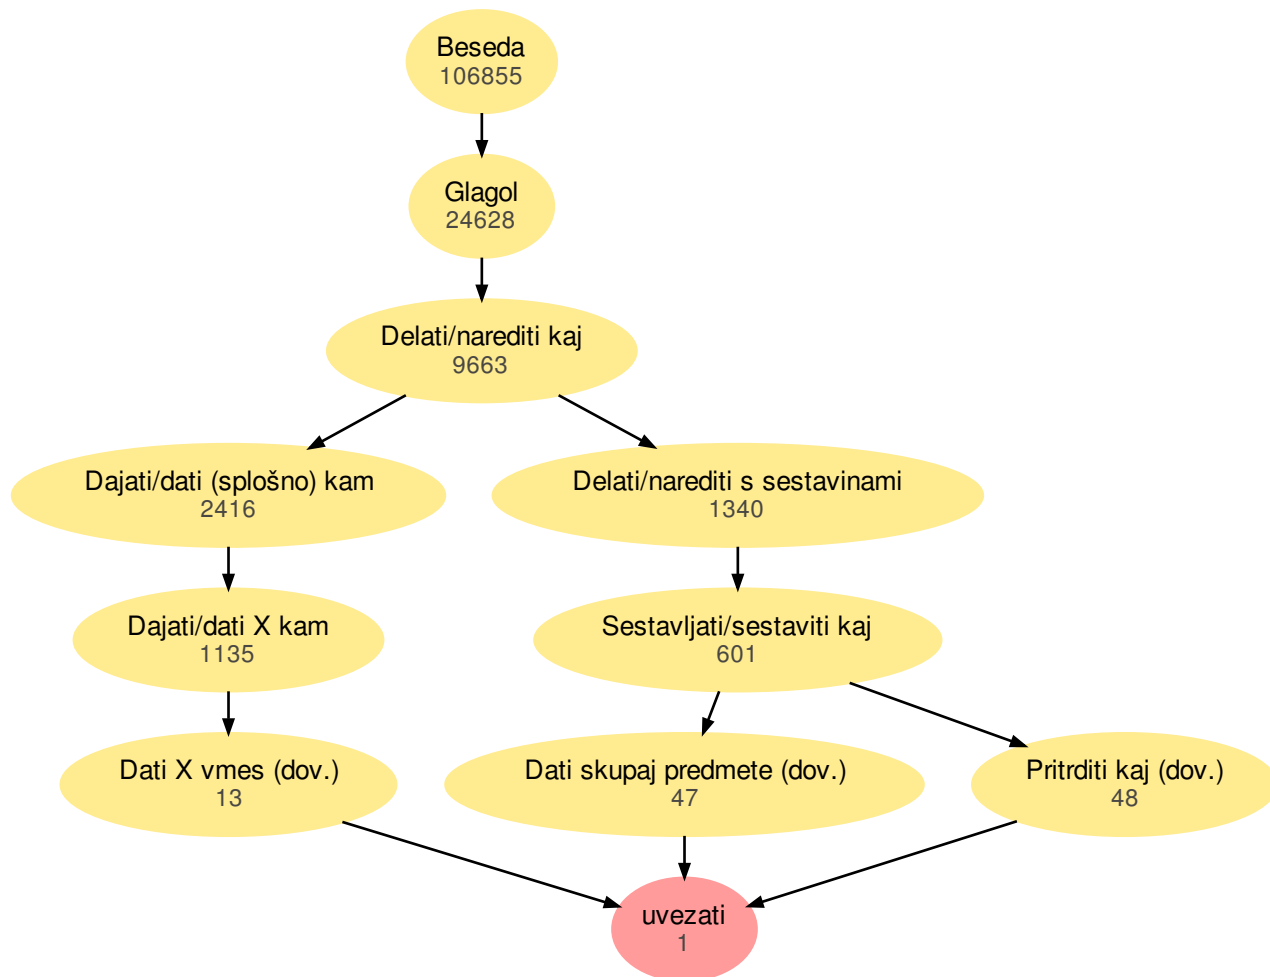 Beseda
106855
Glagol
24628
Delati/narediti kaj
9663
Dajati/dati (splošno) kam
2416
Delati/narediti s sestavinami
1340
Dajati/dati X kam
1135
Sestavljati/sestaviti kaj
601
Dati X vmes (dov.)
13
Dati skupaj predmete (dov.)
47
Pritrditi kaj (dov.)
48
uvezati
1